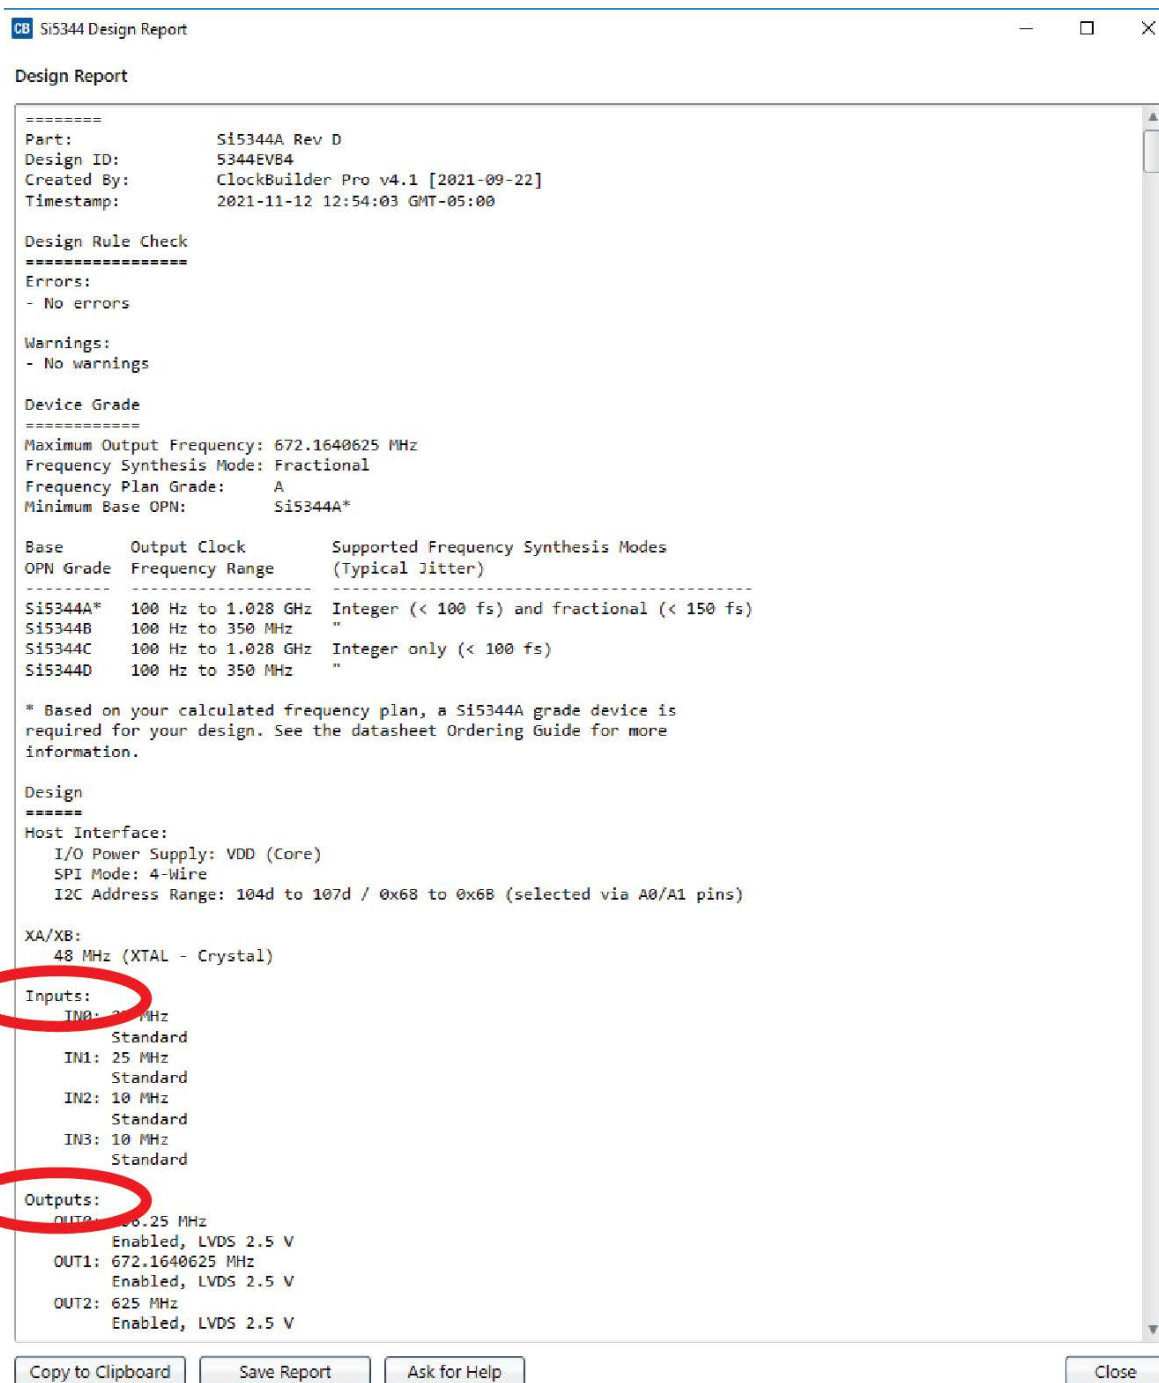 CB Si5344 Design Report
Design Report
========
Part: Si5344A Rev D
Design ID: 5344EVB4
Created By: ClockBuilder Pro v4.1 [2021-09-22]
Timestamp: 2021-11-12 12:54:03 GMT-05:00
Design Rule Check
=================
Errors:
- No errors
Warnings:
- No warnings
Device Grade
============
Maximum Output Frequency: 672.1640625 MHz
Frequency Synthesis Mode: Fractional
Frequency Plan Grade: A
Minimum Base OPN: Si5344A*
Base Output Clock Supported Frequency Synthesis Modes
OPN Grade Frequency Range (Typical Jitter)
--------- ------------------- --------------------------------------------
Si5344A* 100 Hz to 1.028 GHz Integer (< 100 fs) and fractional (< 150 fs)
Si5344B 100 Hz to 350 MHz "
Si5344C 100 Hz to 1.028 GHz Integer only (< 100 fs)
Si5344D 100 Hz to 350 MHz "
* Based on your calculated frequency plan, a Si5344A grade device is
required for your design. See the datasheet Ordering Guide for more
information.
Design
======
Host Interface:
I/O Power Supply: VDD (Core)
SPI Mode: 4-Wire
I2C Address Range: 104d to 107d / 0x68 to 0x6B (selected via A0/A1 pins)
XA/XB:
48 MHz (XTAL - Crystal)
Inputs:
IN0: MHz
Standard
IN1: 25 MHz
Standard
IN2: 10 MHz
Standard
IN3: 10 MHz
Standard
Outputs:
OUT0: MHz
Enabled, LVDS 2.5 V
OUT1: 672.1640625 MHz
Enabled, LVDS 2.5 V
OUT2: 625 MHz
Enabled, LVDS 2.5 V
Copy to Clipboard Save Report Ask for Help Close